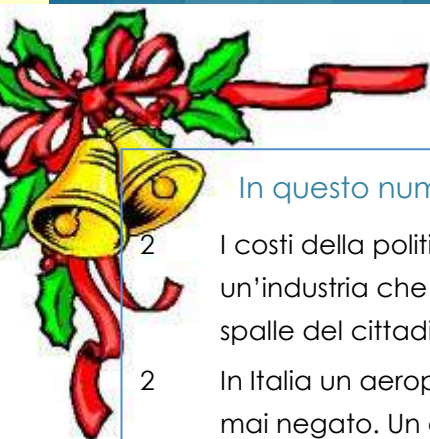 In questo num
2 I costi della polit
un’industria che
spalle del cittadi
2 In Italia un aerop
mai negato. Un